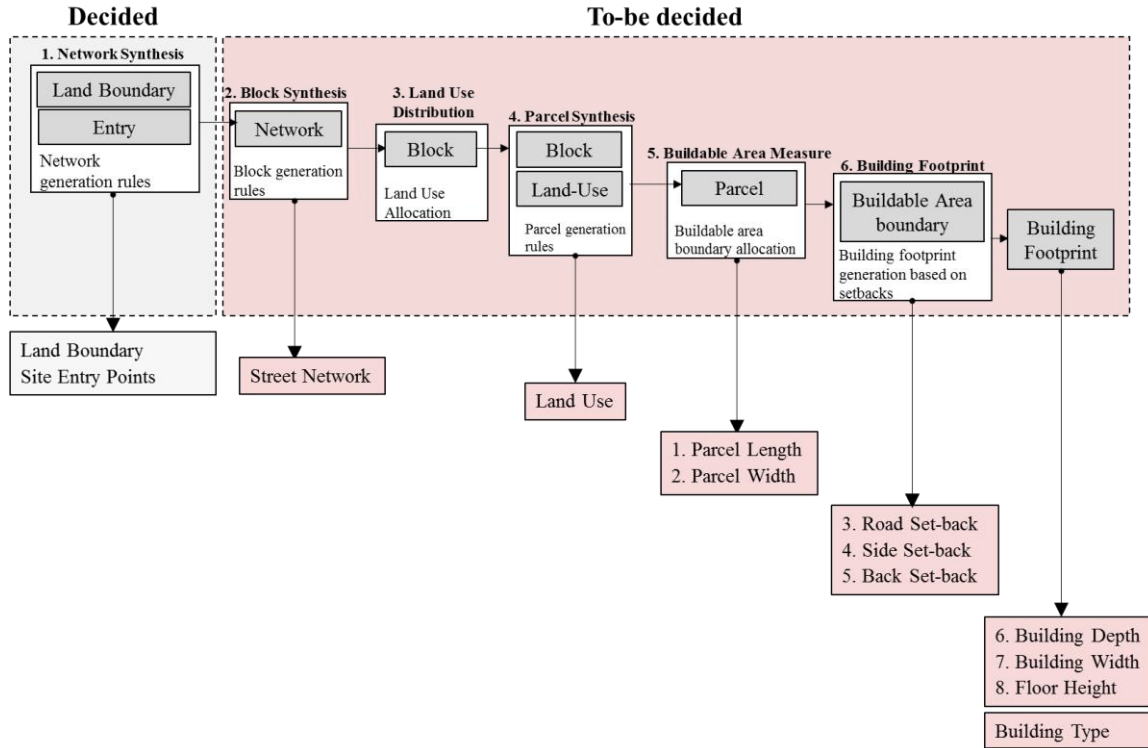 Decided
To-be decided
1. Network Synthesis
Land Boundary
Entry
Network
generation rules
2. Block Synthesis
Network
Block generation
rules
3. Land Use
Distribution
Block
Land Use
Allocation
4. Parcel Synthesis
Block
Land-Use
Parcel generation
rules
5. Buildable Area Measure
Parcel
Buildable area
boundary allocation
6. Building Footprint
Buildable Area
boundary
Building footprint
generation based on
setbacks
Building
Footprint
Land Boundary
Site Entry Points
Street Network
Land Use
1. Parcel Length
2. Parcel Width
3. Road Set-back
4. Side Set-back
5. Back Set-back
6. Building Depth
7. Building Width
8. Floor Height
Building Type